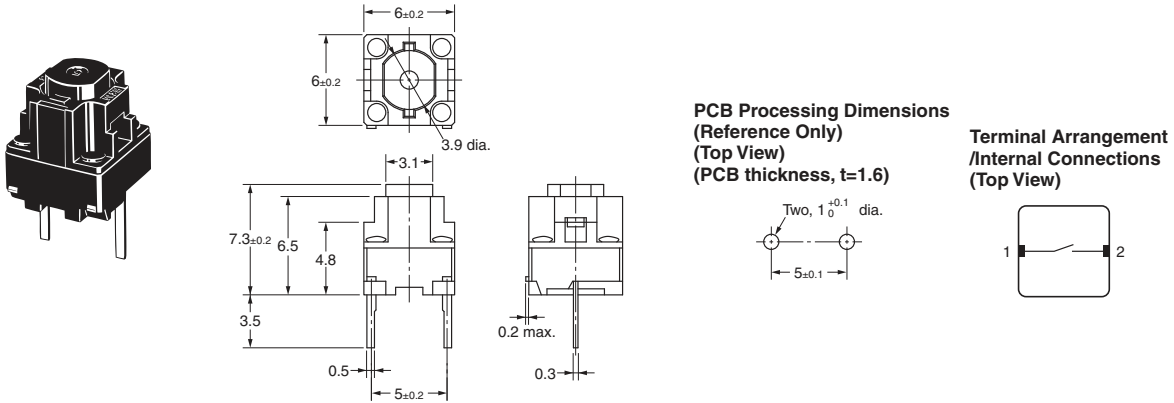 6±0.2
6±0.2
3.9 dia.
3.1
7.3±0.2
6.5
4.8
3.5
0.5
5±0.2
0.2 max.
0.3
PCB Processing Dimensions
(Reference Only)
(Top View)
(PCB thickness, t=1.6)
Two, 1 +0.1 0 dia.
5±0.1
Terminal Arrangement
/Internal Connections
(Top View)
1
2